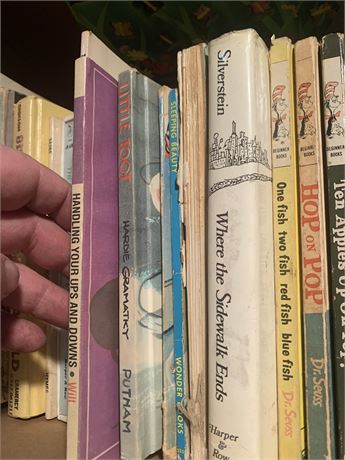 HANDLING YOUR UPS AND DOWNS • Wilt
LITTLE TOOT
HARDIE GRAMATKY
PUTNAM
SLEEPING BEAUTY
WONDER BOOKS
Silverstein
Where the Sidewalk Ends
Harper & Row
BEGINNER BOOKS
One fish two fish red fish blue fish
Dr. Seuss
BEGINNER BOOKS
HOP ON POP
Dr. Seuss
BEGINNER BOOKS
Ten Apples Up On